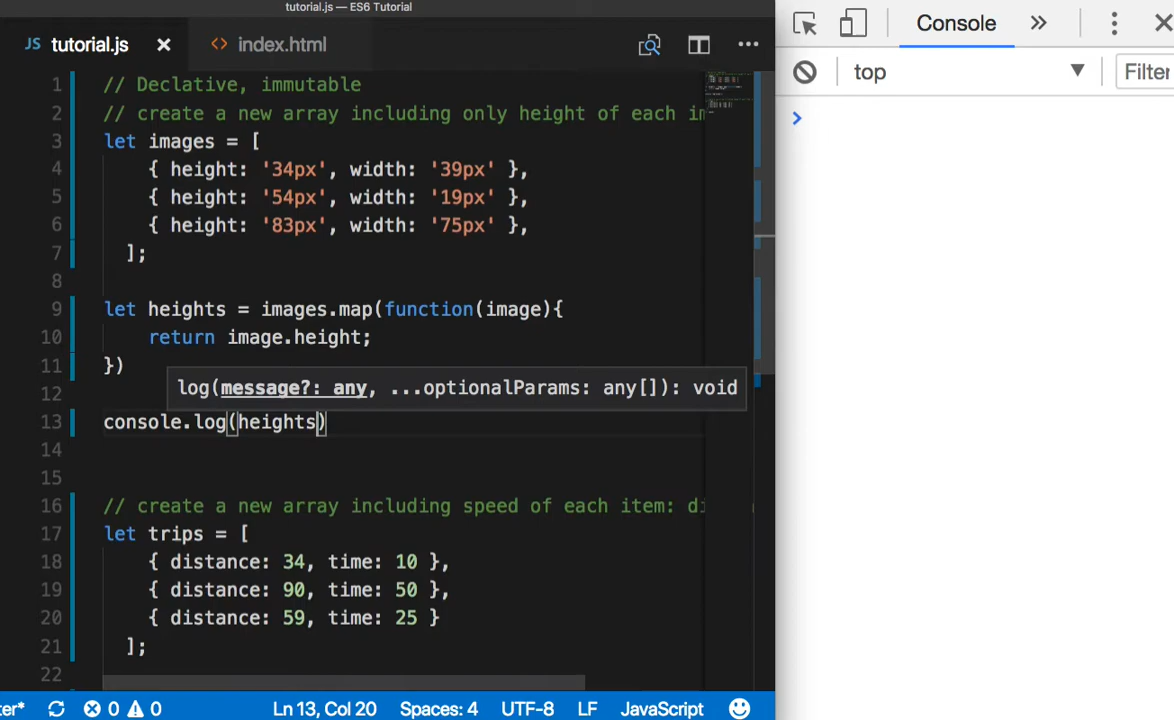 tutorial.js — ES6 Tutorial
JS tutorial.js × <> index.html
1 // Declative, immutable
2 // create a new array including only height of each im
3 let images = [
4 { height: '34px', width: '39px' },
5 { height: '54px', width: '19px' },
6 { height: '83px', width: '75px' },
7 ];
8
9 let heights = images.map(function(image){
10 return image.height;
11 })
12 log(message?: any, ...optionalParams: any[]): void
13 console.log(heights)
14
15
16 // create a new array including speed of each item: di
17 let trips = [
18 { distance: 34, time: 10 },
19 { distance: 90, time: 50 },
20 { distance: 59, time: 25 }
21 ];
22
ter* 0 0 Ln 13, Col 20 Spaces: 4 UTF-8 LF JavaScript
Console »
top ▼ Filter
>